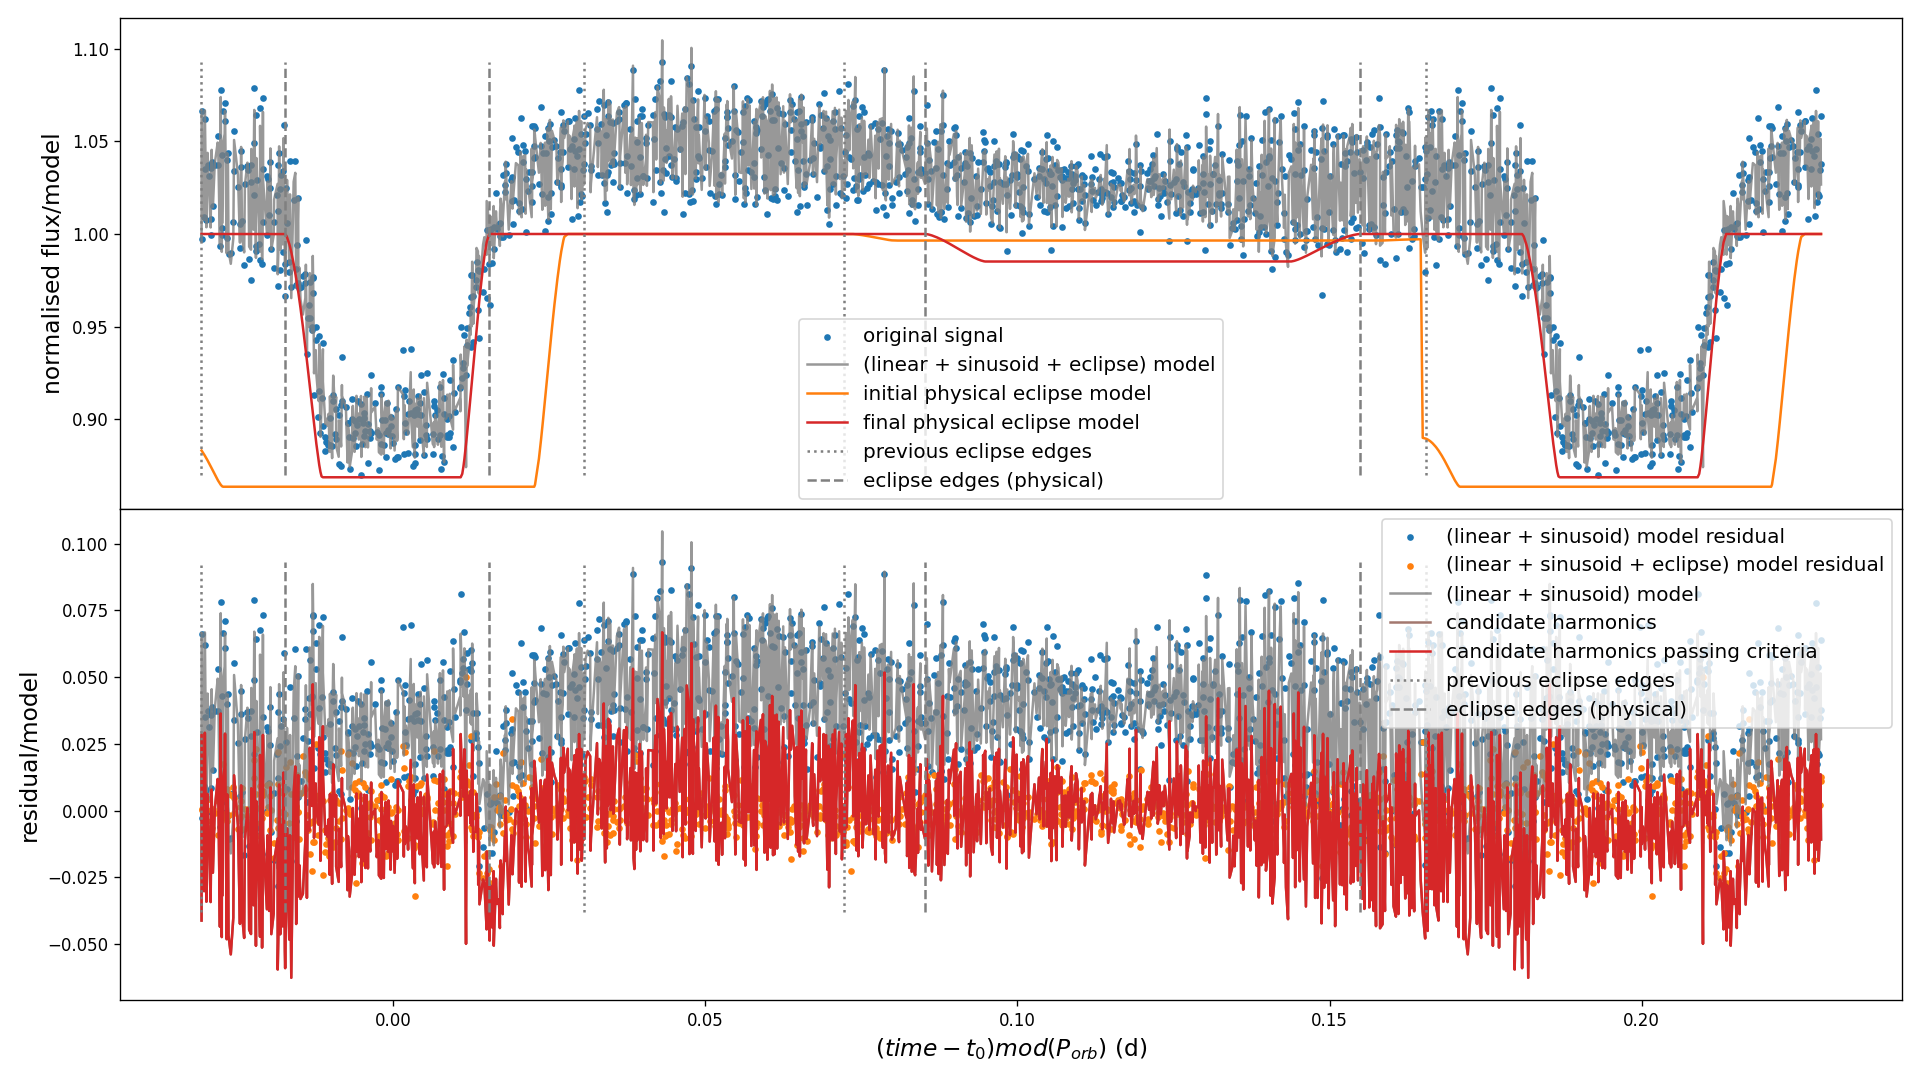 normalised flux/model
1.10
1.05
1.00
0.95
0.90
original signal
(linear + sinusoid + eclipse) model
initial physical eclipse model
final physical eclipse model
previous eclipse edges
eclipse edges (physical)
residual/model
0.100
0.075
0.050
0.025
0.000
−0.025
−0.050
(linear + sinusoid) model residual
(linear + sinusoid + eclipse) model residual
(linear + sinusoid) model
candidate harmonics
candidate harmonics passing criteria
previous eclipse edges
eclipse edges (physical)
0.00 0.05 0.10 0.15 0.20
(time − t₀)mod(Pₒᵣb) (d)